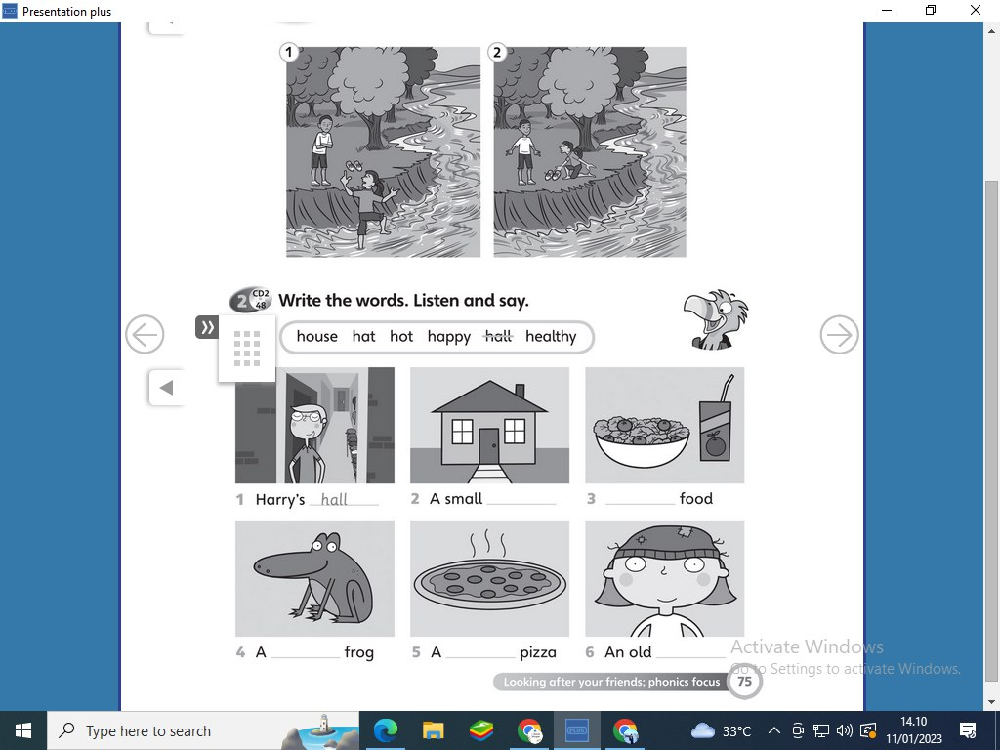 Presentation plus
1 2
2 CD2 48 Write the words. Listen and say.
house hat hot happy hall healthy
1 Harry's hall 2 A small ________ 3 ________ food
4 A ________ frog 5 A ________ pizza 6 An old ________
Activate Windows
Go to Settings to activate Windows.
Looking after your friends; phonics focus 75
Type here to search
PLUS
33°C
14.10
11/01/2023